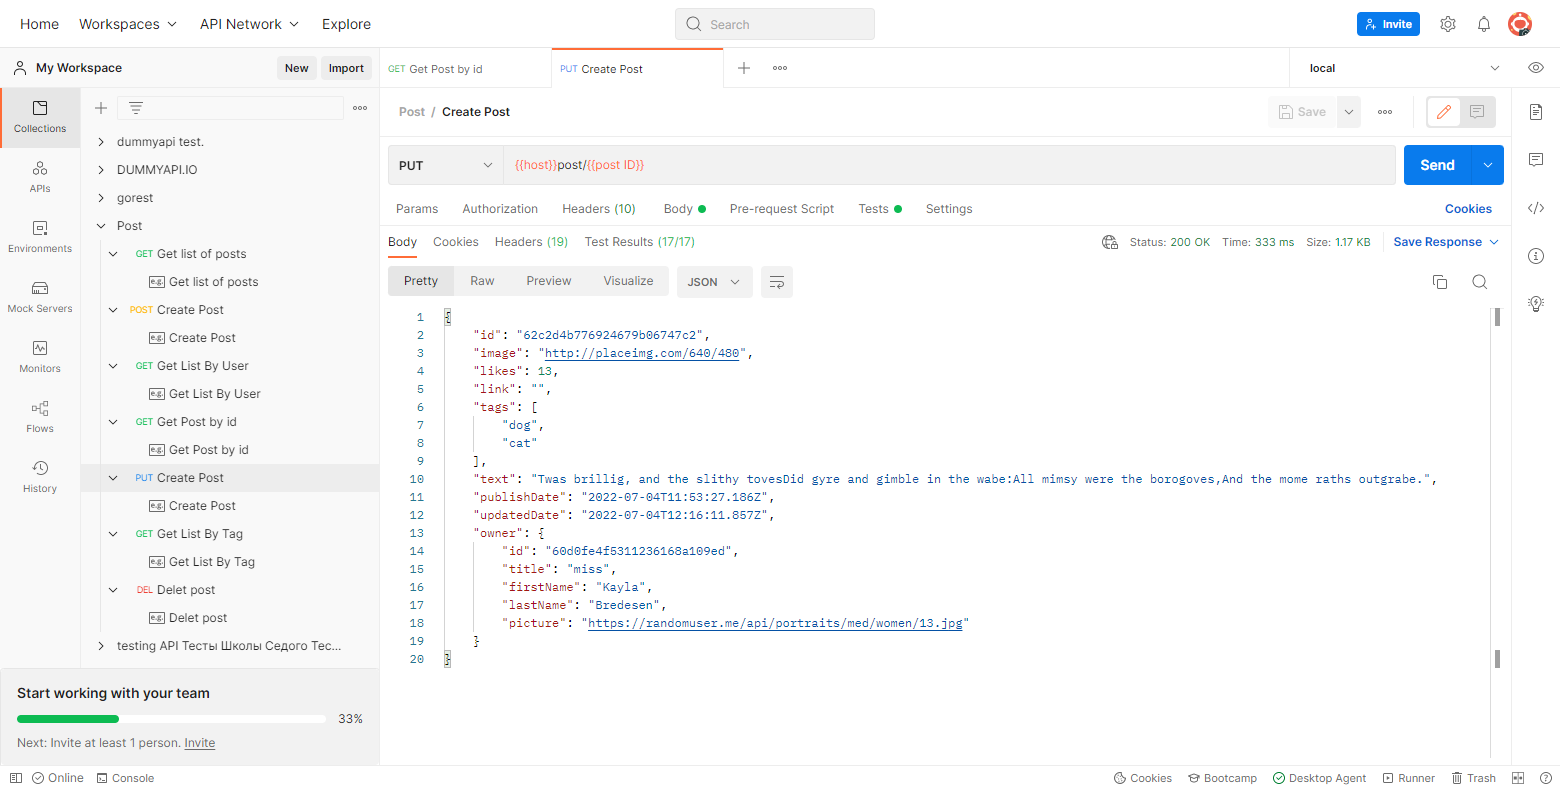 Home Workspaces API Network Explore Search Invite
My Workspace New Import GET Get Post by id PUT Create Post local
Collections
APIs
Environments
Mock Servers
Monitors
Flows
History
dummyapi test.
DUMMYAPI.IO
gorest
Post
GET Get list of posts
e.g. Get list of posts
POST Create Post
e.g. Create Post
GET Get List By User
e.g. Get List By User
GET Get Post by id
e.g. Get Post by id
PUT Create Post
e.g. Create Post
GET Get List By Tag
e.g. Get List By Tag
DEL Delet post
e.g. Delet post
testing API Тесты Школы Седого Тес...
Start working with your team
33%
Next: Invite at least 1 person. Invite
Post / Create Post Save
PUT {{host}}post/{{post ID}} Send
Params Authorization Headers (10) Body Pre-request Script Tests Settings Cookies
Body Cookies Headers (19) Test Results (17/17) Status: 200 OK Time: 333 ms Size: 1.17 KB Save Response
Pretty Raw Preview Visualize JSON
1 {
2 "id": "62c2d4b776924679b06747c2",
3 "image": "http://placeimg.com/640/480",
4 "likes": 13,
5 "link": "",
6 "tags": [
7 "dog",
8 "cat"
9 ],
10 "text": "Twas brillig, and the slithy tovesDid gyre and gimble in the wabe:All mimsy were the borogoves,And the mome raths outgrabe.",
11 "publishDate": "2022-07-04T11:53:27.186Z",
12 "updatedDate": "2022-07-04T12:16:11.857Z",
13 "owner": {
14 "id": "60d0fe4f5311236168a109ed",
15 "title": "miss",
16 "firstName": "Kayla",
17 "lastName": "Bredesen",
18 "picture": "https://randomuser.me/api/portraits/med/women/13.jpg"
19 }
20 }
Online Console Cookies Bootcamp Desktop Agent Runner Trash